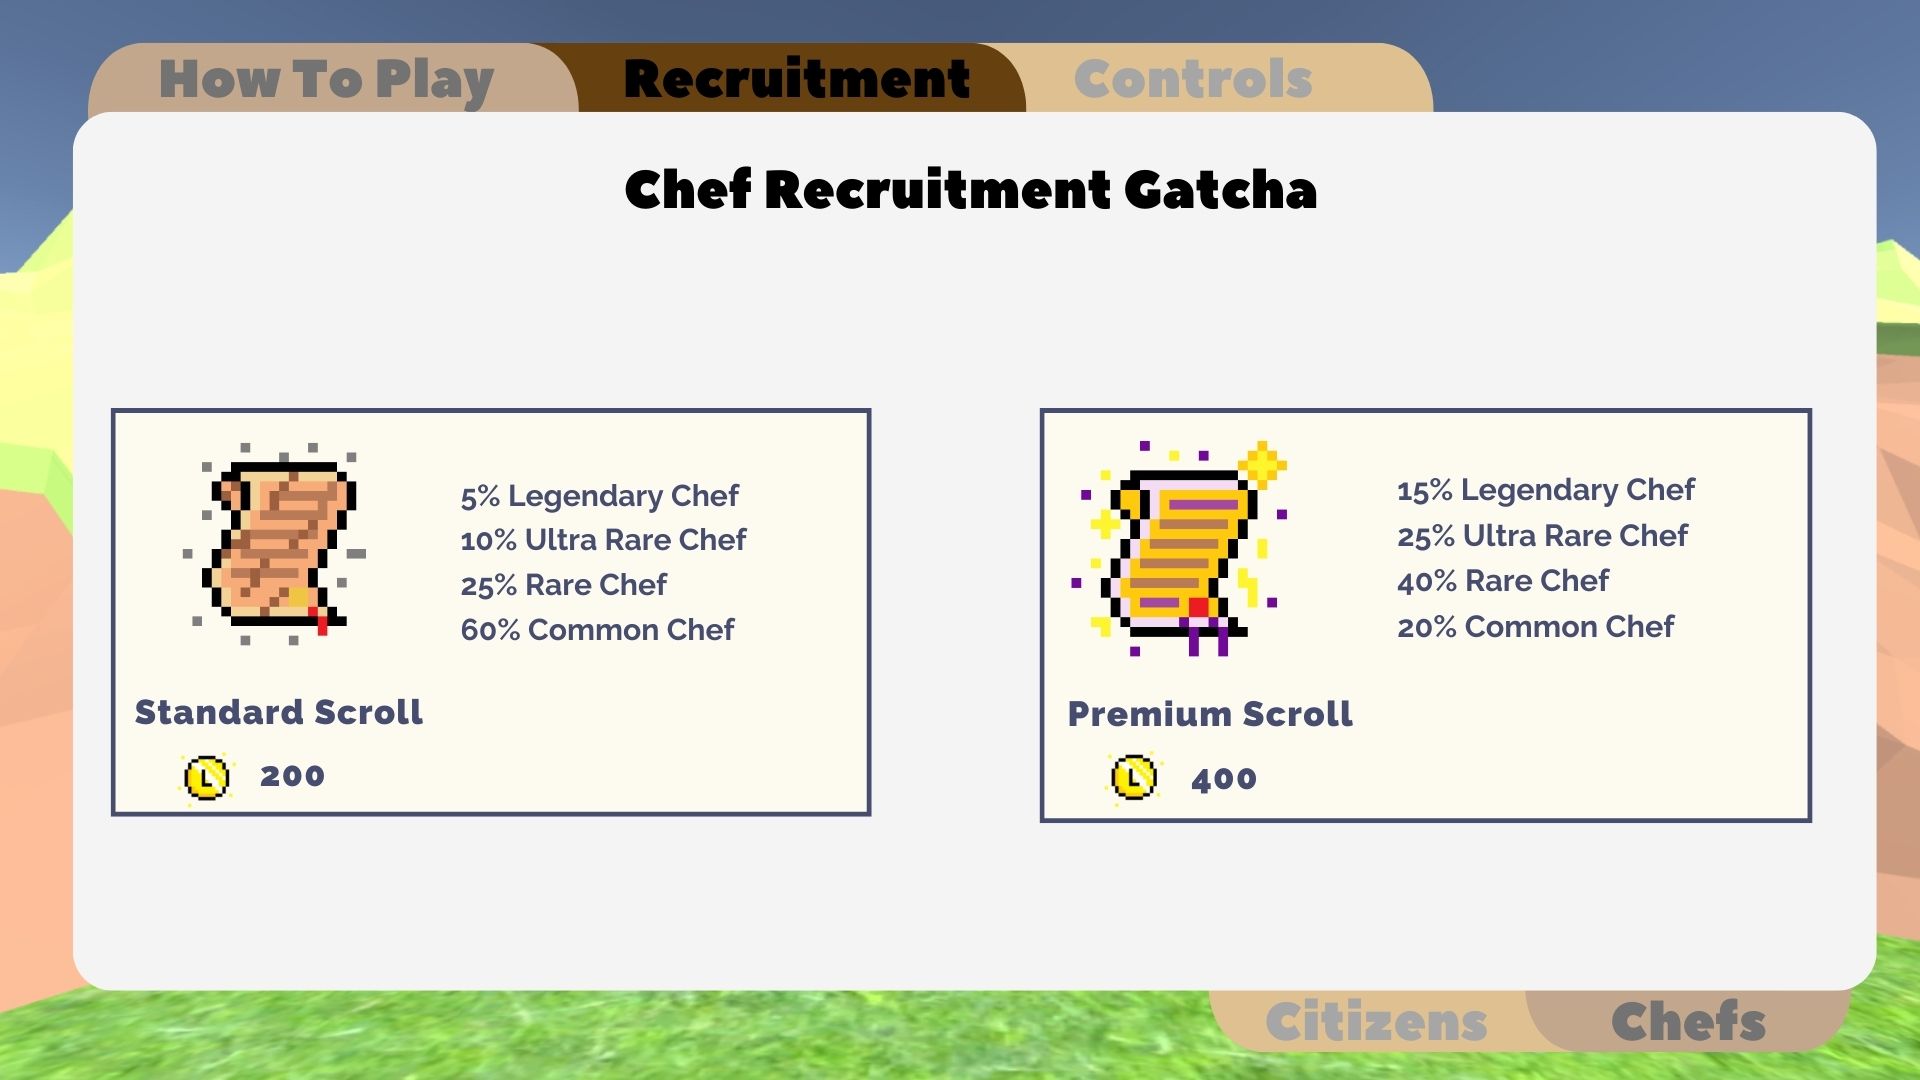 How To Play
Recruitment
Controls
Chef Recruitment Gatcha
5% Legendary Chef
10% Ultra Rare Chef
25% Rare Chef
60% Common Chef
Standard Scroll
L
200
15% Legendary Chef
25% Ultra Rare Chef
40% Rare Chef
20% Common Chef
Premium Scroll
L
400
Citizens
Chefs